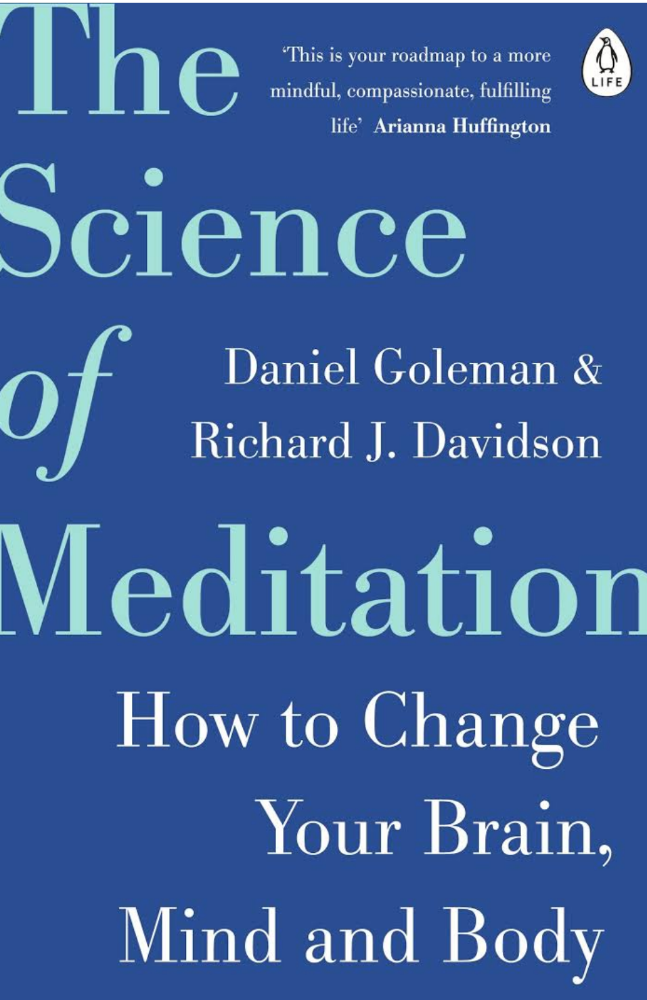 The
‘This is your roadmap to a more
mindful, compassionate, fulfilling
life’ Arianna Huffington
LIFE
Science
of
Daniel Goleman &
Richard J. Davidson
Meditation
How to Change
Your Brain,
Mind and Body